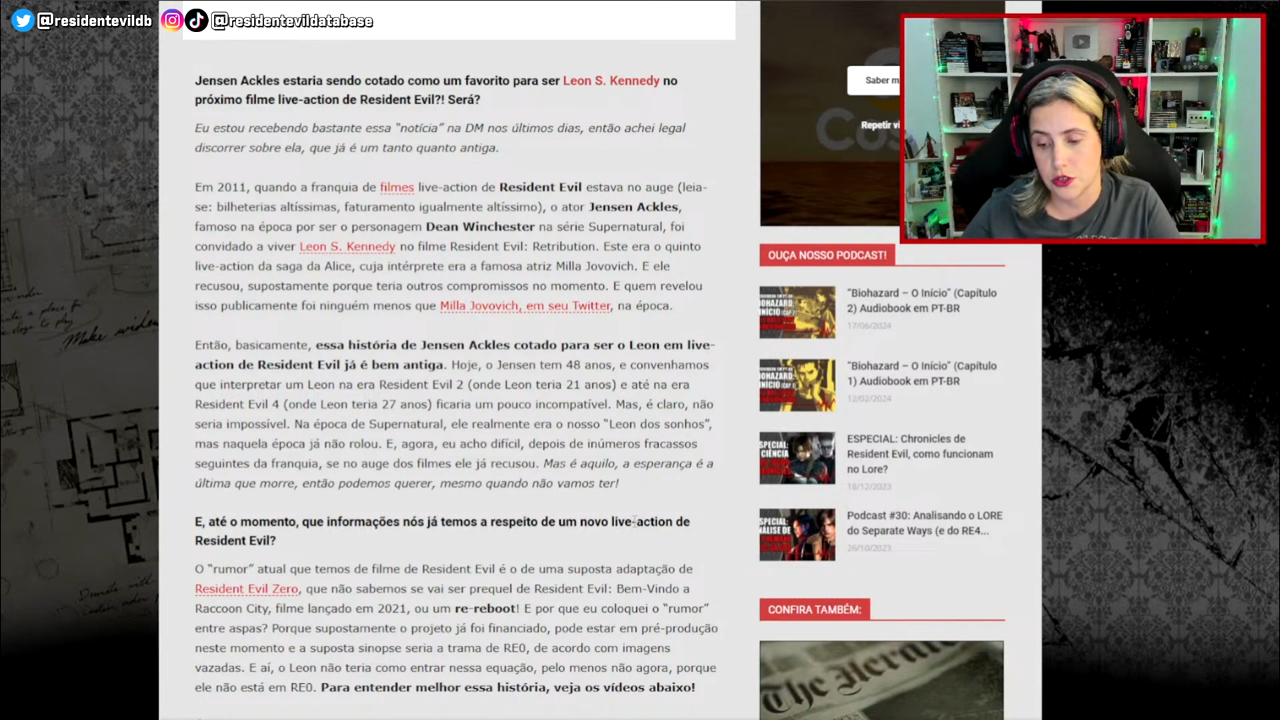 @residentevildb @residentevildatabase
Jensen Ackles estaria sendo cotado como um favorito para ser Leon S. Kennedy no
próximo filme live-action de Resident Evil?! Será?
Eu estou recebendo bastante essa “notícia” na DM nos últimos dias, então achei legal
discorrer sobre ela, que já é um tanto quanto antiga.
Em 2011, quando a franquia de filmes live-action de Resident Evil estava no auge (leia-
se: bilheterias altíssimas, faturamento igualmente altíssimo), o ator Jensen Ackles,
famoso na época por ser o personagem Dean Winchester na série Supernatural, foi
convidado a viver Leon S. Kennedy no filme Resident Evil: Retribution. Este era o quinto
live-action da saga da Alice, cuja intérprete era a famosa atriz Milla Jovovich. E ele
recusou, supostamente porque teria outros compromissos no momento. E quem revelou
isso publicamente foi ninguém menos que Milla Jovovich, em seu Twitter, na época.
Então, basicamente, essa história de Jensen Ackles cotado para ser o Leon em live-
action de Resident Evil já é bem antiga. Hoje, o Jensen tem 48 anos, e convenhamos
que interpretar um Leon na era Resident Evil 2 (onde Leon teria 21 anos) e até na era
Resident Evil 4 (onde Leon teria 27 anos) ficaria um pouco incompatível. Mas, é claro, não
seria impossível. Na época de Supernatural, ele realmente era o nosso “Leon dos sonhos”,
mas naquela época já não rolou. E, agora, eu acho difícil, depois de inúmeros fracassos
seguintes da franquia, se no auge dos filmes ele já recusou. Mas é aquilo, a esperança é a
última que morre, então podemos querer, mesmo quando não vamos ter!
E, até o momento, que informações nós já temos a respeito de um novo live-action de
Resident Evil?
O “rumor” atual que temos de filme de Resident Evil é o de uma suposta adaptação de
Resident Evil Zero, que não sabemos se vai ser prequel de Resident Evil: Bem-Vindo a
Raccoon City, filme lançado em 2021, ou um re-reboot! E por que eu coloquei o “rumor”
entre aspas? Porque supostamente o projeto já foi financiado, pode estar em pré-produção
neste momento e a suposta sinopse seria a trama de RE0, de acordo com imagens
vazadas. E aí, o Leon não teria como entrar nessa equação, pelo menos não agora, porque
ele não está em RE0. Para entender melhor essa história, veja os vídeos abaixo!
Saber m
Repetir ví
OUÇA NOSSO PODCAST!
“Biohazard – O Início” (Capítulo
2) Audiobook em PT-BR
17/06/2024
“Biohazard – O Início” (Capítulo
1) Audiobook em PT-BR
12/02/2024
ESPECIAL: Chronicles de
Resident Evil, como funcionam
no Lore?
18/12/2023
Podcast #30: Analisando o LORE
do Separate Ways (e do RE4...
26/10/2023
CONFIRA TAMBÉM:
The Herald